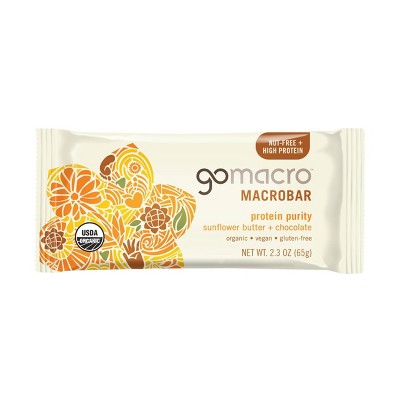 NUT-FREE +
HIGH PROTEIN
gomacro™
MACROBAR
protein purity
sunflower butter + chocolate
organic • vegan • gluten-free
NET WT. 2.3 OZ (65g)
USDA
ORGANIC